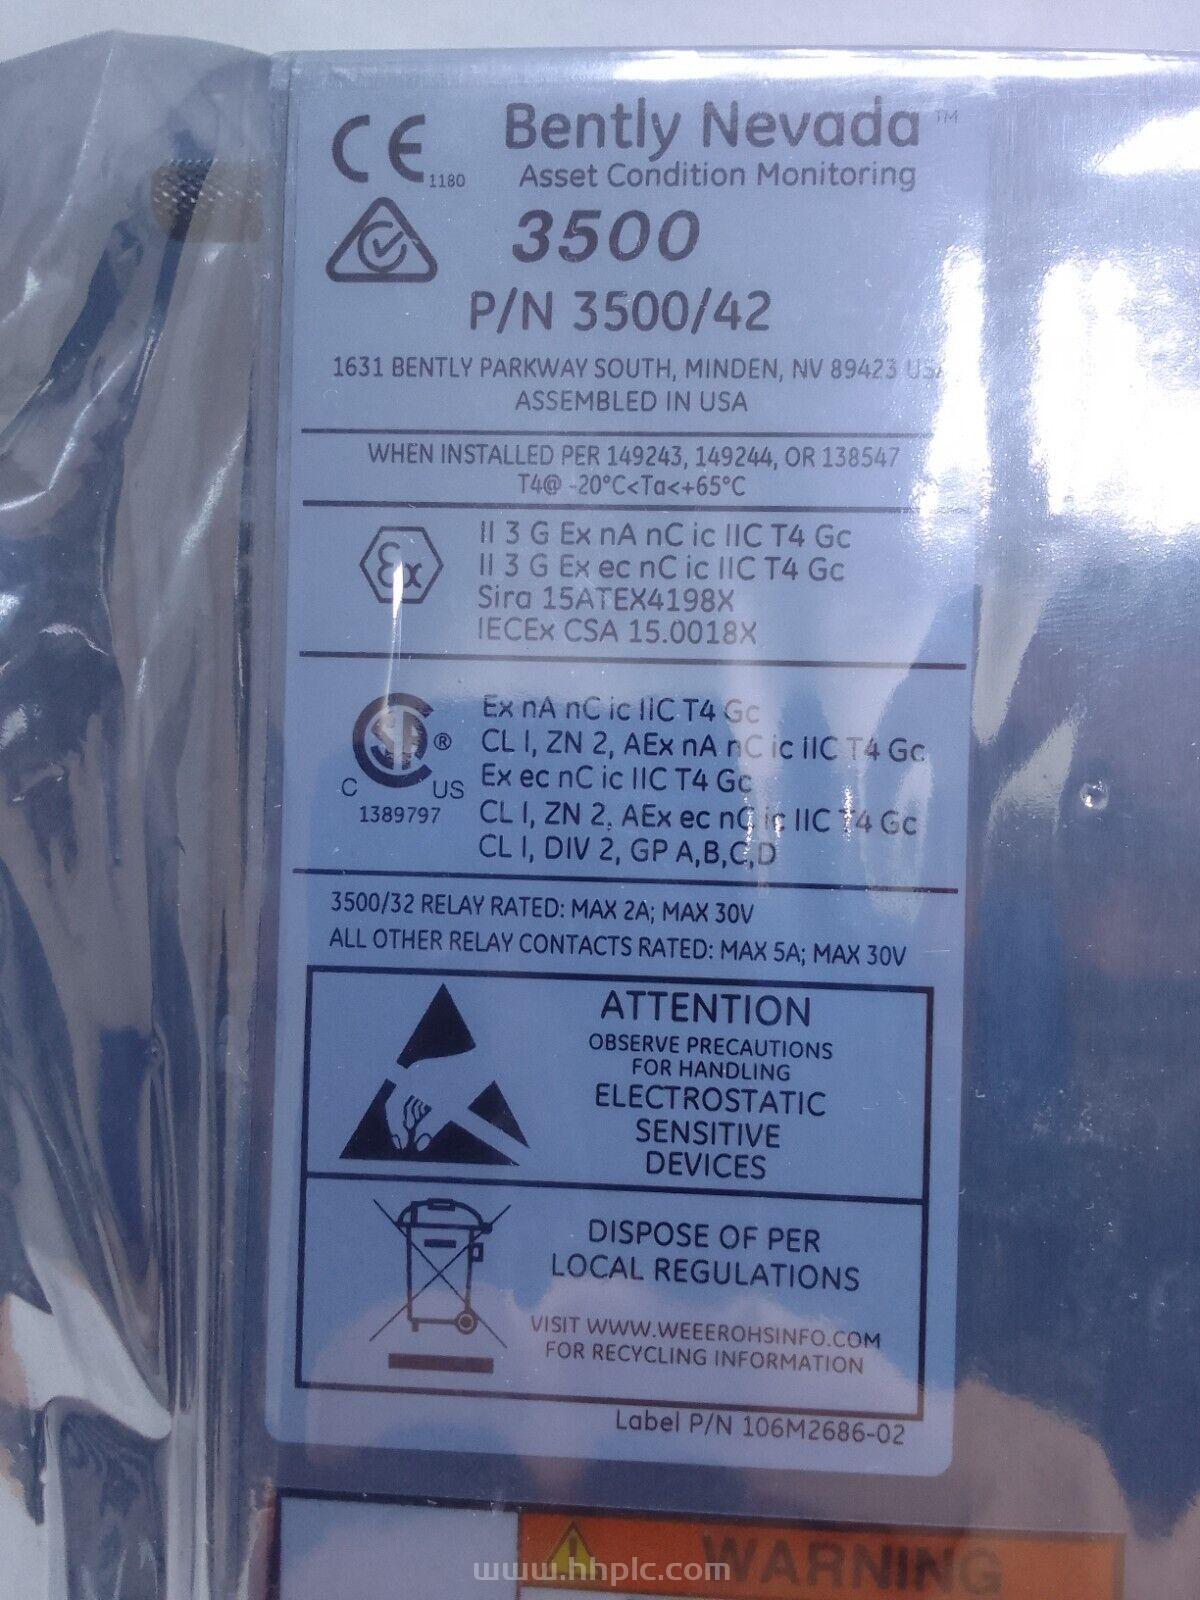 CE 1180
Bently Nevada™
Asset Condition Monitoring
3500
P/N 3500/42
1631 BENTLY PARKWAY SOUTH, MINDEN, NV 89423 USA
ASSEMBLED IN USA
WHEN INSTALLED PER 149243, 149244, OR 138547
T4@ -20°C<Ta<+65°C
Ex
II 3 G Ex nA nC ic IIC T4 Gc
II 3 G Ex ec nC ic IIC T4 Gc
Sira 15ATEX4198X
IECEx CSA 15.0018X
SA ®
C US
1389797
Ex nA nC ic IIC T4 Gc
CL I, ZN 2, AEx nA nC ic IIC T4 Gc
Ex ec nC ic IIC T4 Gc
CL I, ZN 2, AEx ec nC ic IIC T4 Gc
CL I, DIV 2, GP A,B,C,D
3500/32 RELAY RATED: MAX 2A; MAX 30V
ALL OTHER RELAY CONTACTS RATED: MAX 5A; MAX 30V
ATTENTION
OBSERVE PRECAUTIONS
FOR HANDLING
ELECTROSTATIC
SENSITIVE
DEVICES
DISPOSE OF PER
LOCAL REGULATIONS
VISIT WWW.WEEEROHSINFO.COM
FOR RECYCLING INFORMATION
Label P/N 106M2686-02
WARNING
www.hhplc.com